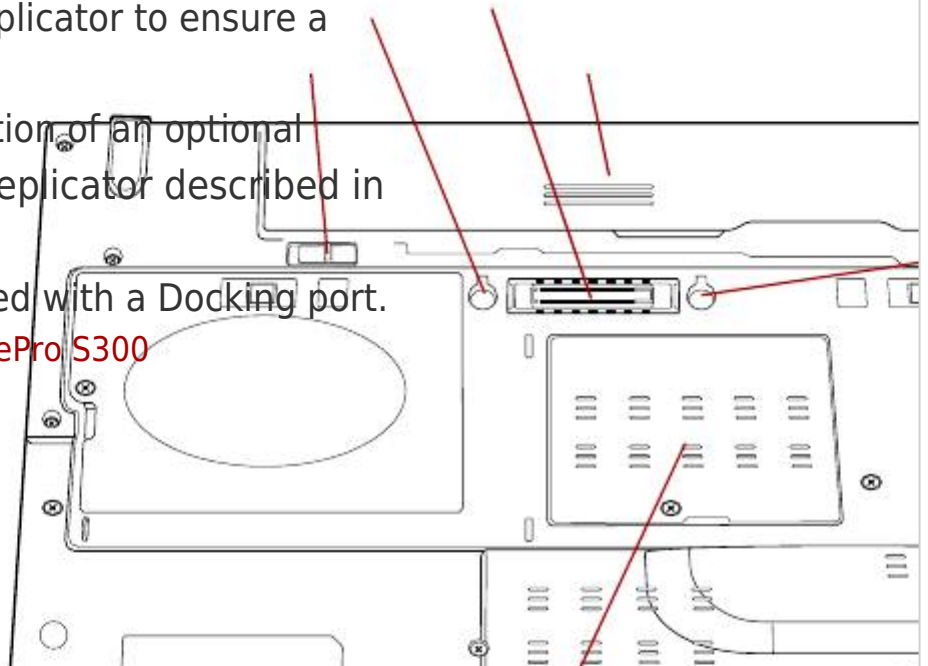 plicator to ensure a
tion of an optional
eplicator described in
ed with a Docking port.
ePro S300